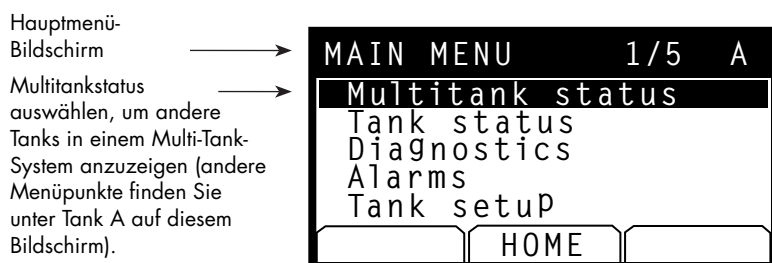 Hauptmenü-
Bildschirm
Multitankstatus
auswählen, um andere
Tanks in einem Multi-Tank-
System anzuzeigen (andere
Menüpunkte finden Sie
unter Tank A auf diesem
Bildschirm).
MAIN MENU 1/5 A
Multitank status
Tank status
Diagnostics
Alarms
Tank setup
HOME